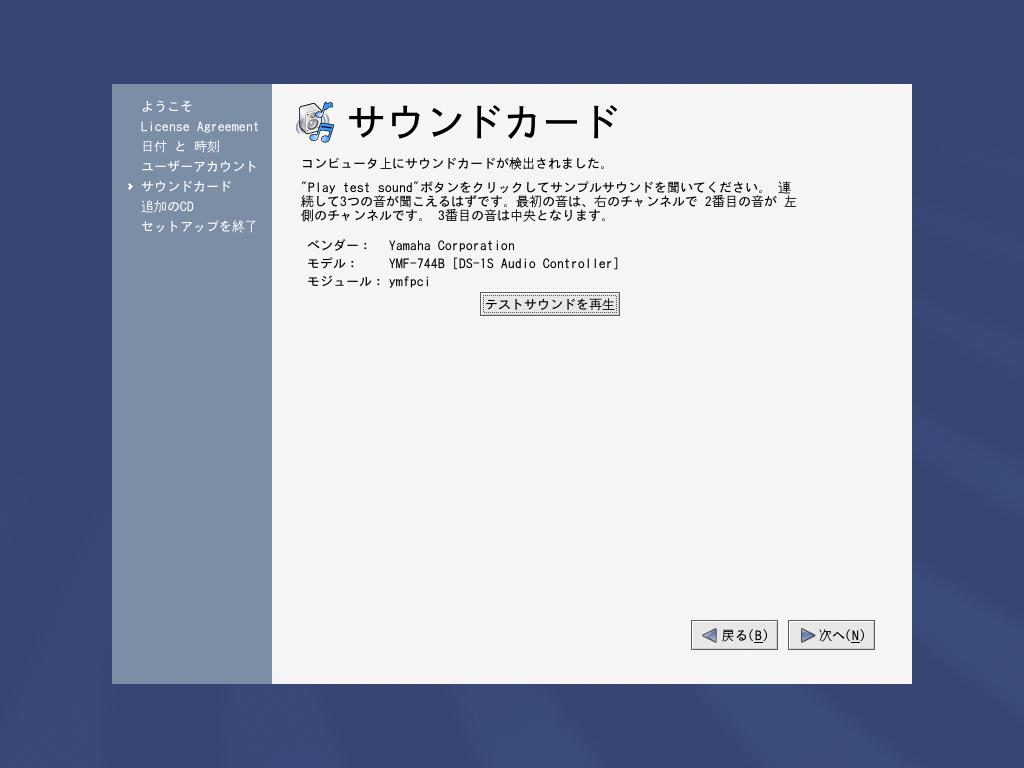 ようこそ
License Agreement
日付 と 時刻
ユーザーアカウント
サウンドカード
追加のCD
セットアップを終了
サウンドカード
コンピュータ上にサウンドカードが検出されました。
"Play test sound"ボタンをクリックしてサンプルサウンドを聞いてください。 連
続して3つの音が聞こえるはずです。最初の音は、右のチャンネルで 2番目の音が 左
側のチャンネルです。 3番目の音は中央となります。
ベンダー： Yamaha Corporation
モデル： YMF-744B [DS-1S Audio Controller]
モジュール： ymfpci
テストサウンドを再生
戻る(B) 次へ(N)